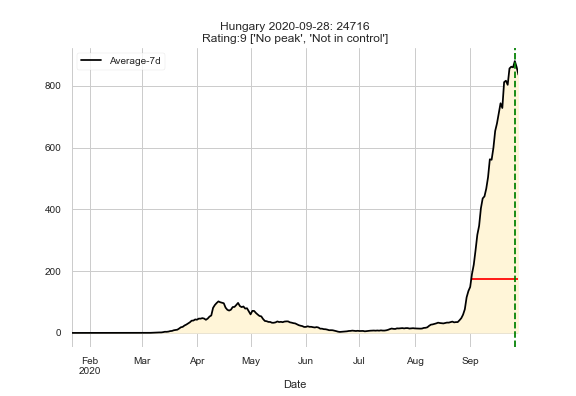 Hungary 2020-09-28: 24716
Rating:9 ['No peak', 'Not in control']
Average-7d
800
600
400
200
0
Feb Mar Apr May Jun Jul Aug Sep
2020
Date